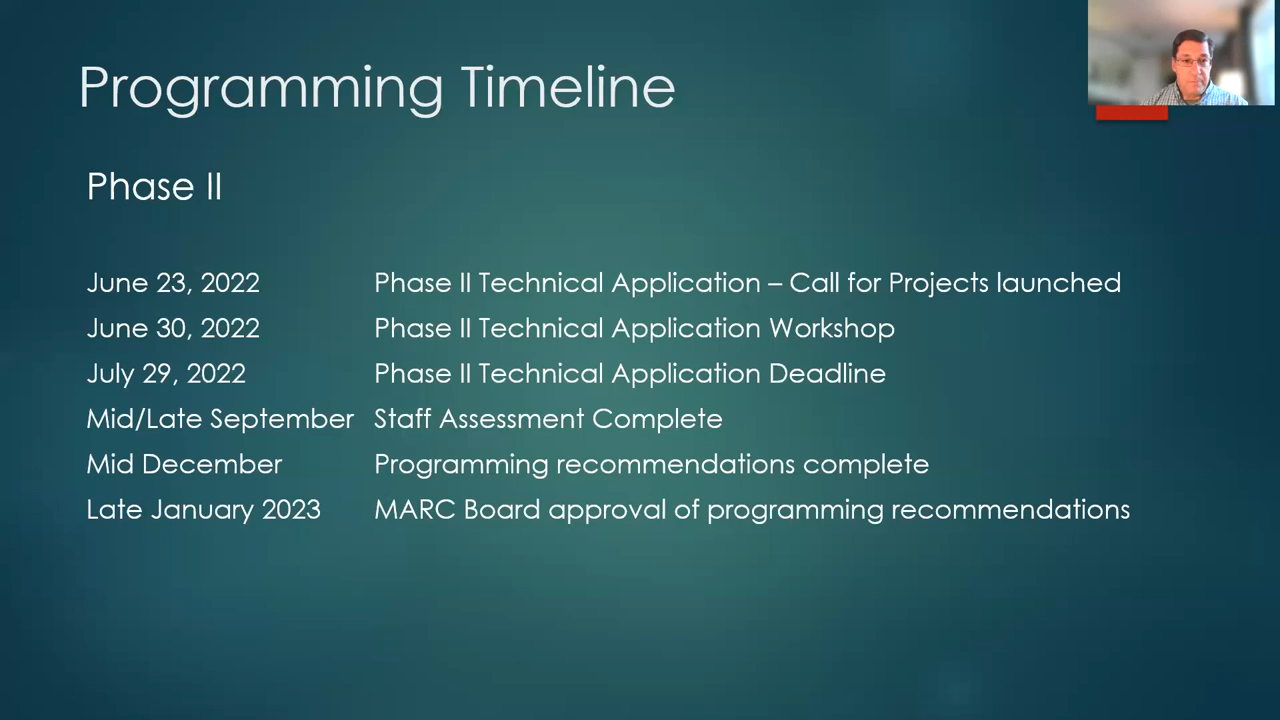 Programming Timeline
Phase II
June 23, 2022 Phase II Technical Application – Call for Projects launched
June 30, 2022 Phase II Technical Application Workshop
July 29, 2022 Phase II Technical Application Deadline
Mid/Late September Staff Assessment Complete
Mid December Programming recommendations complete
Late January 2023 MARC Board approval of programming recommendations